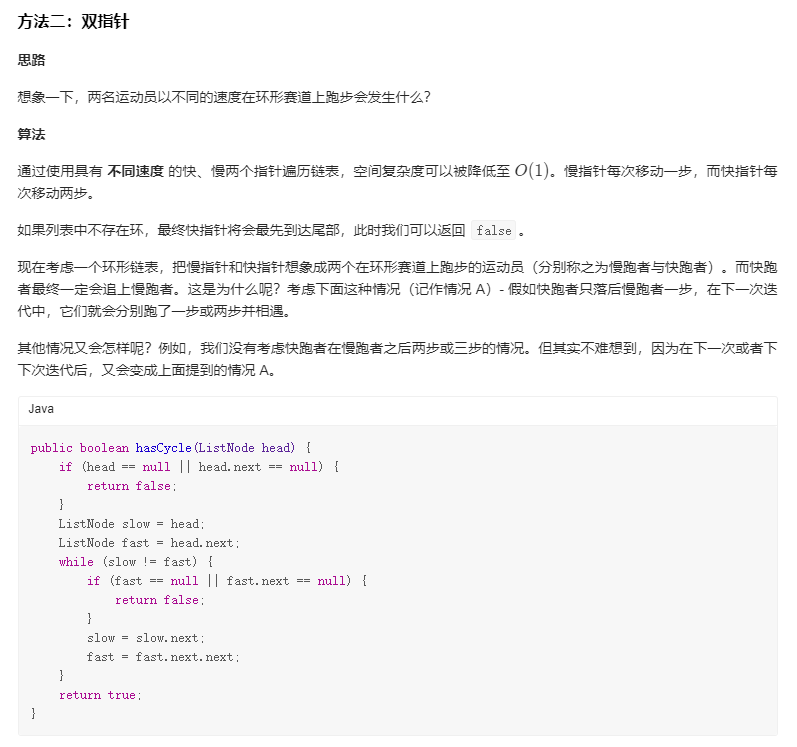 方法二：双指针
思路
想象一下，两名运动员以不同的速度在环形赛道上跑步会发生什么？
算法
通过使用具有 不同速度 的快、慢两个指针遍历链表，空间复杂度可以被降低至 O(1)。慢指针每次移动一步，而快指针每
次移动两步。
如果列表中不存在环，最终快指针将会最先到达尾部，此时我们可以返回 false 。
现在考虑一个环形链表，把慢指针和快指针想象成两个在环形赛道上跑步的运动员（分别称之为慢跑者与快跑者）。而快跑
者最终一定会追上慢跑者。这是为什么呢？考虑下面这种情况（记作情况 A）- 假如快跑者只落后慢跑者一步，在下一次迭
代中，它们就会分别跑了一步或两步并相遇。
其他情况又会怎样呢？例如，我们没有考虑快跑者在慢跑者之后两步或三步的情况。但其实不难想到，因为在下一次或者下
下次迭代后，又会变成上面提到的情况 A。
Java
public boolean hasCycle(ListNode head) {
    if (head == null || head.next == null) {
        return false;
    }
    ListNode slow = head;
    ListNode fast = head.next;
    while (slow != fast) {
        if (fast == null || fast.next == null) {
            return false;
        }
        slow = slow.next;
        fast = fast.next.next;
    }
    return true;
}